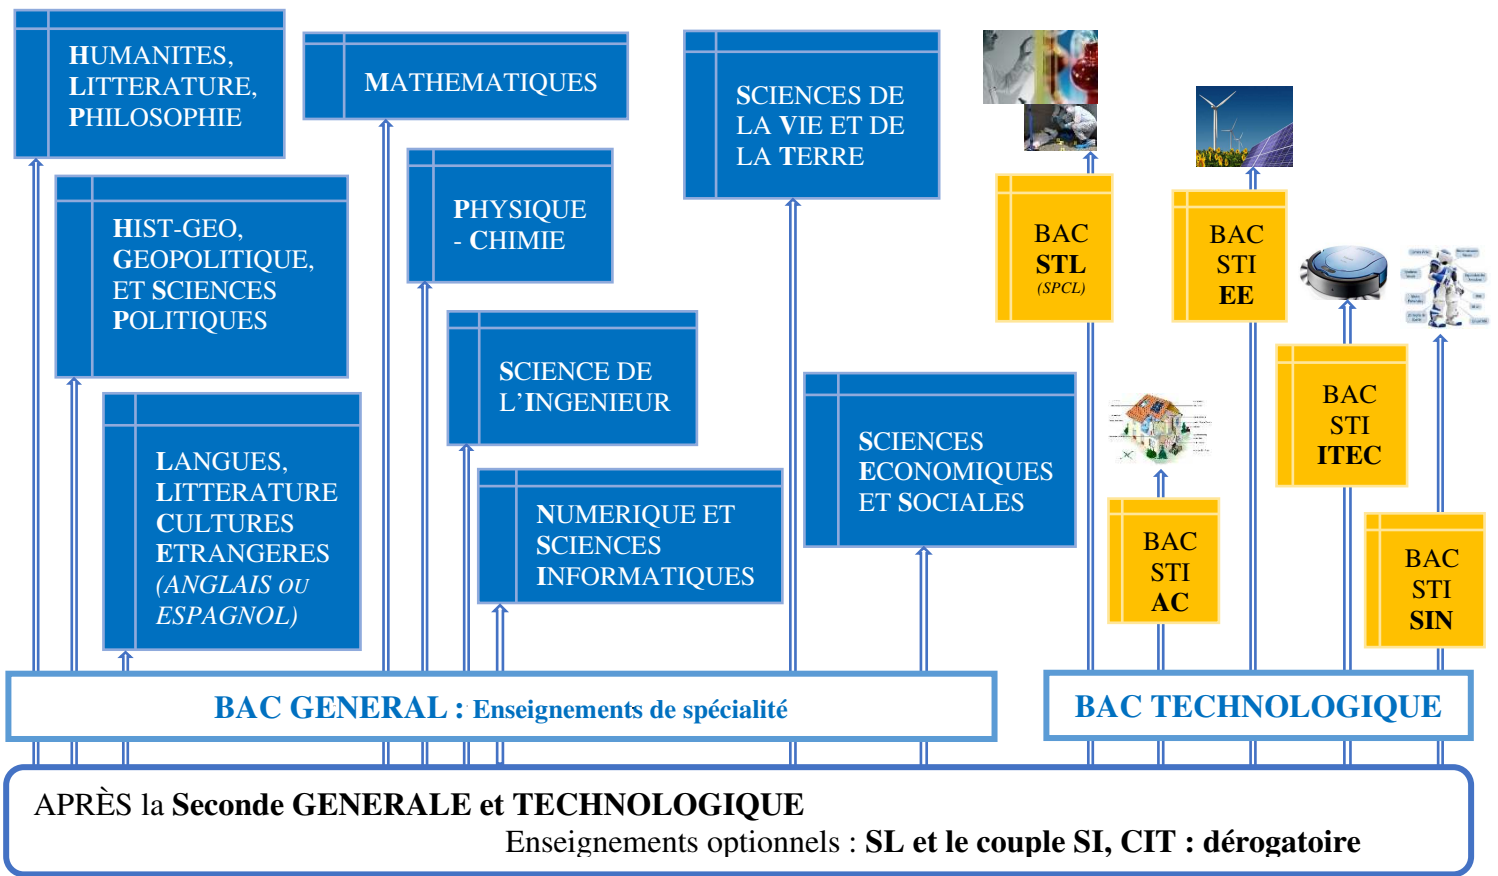 HUMANITES,
LITTERATURE,
PHILOSOPHIE
MATHEMATIQUES
SCIENCES DE
LA VIE ET DE
LA TERRE
HIST-GEO,
GEOPOLITIQUE,
ET SCIENCES
POLITIQUES
PHYSIQUE
- CHIMIE
BAC
STL
(SPCL)
BAC
STI
EE
SCIENCE DE
L'INGENIEUR
BAC
STI
ITEC
LANGUES,
LITTERATURE
CULTURES
ETRANGERES
(ANGLAIS OU
ESPAGNOL)
SCIENCES
ECONOMIQUES
ET SOCIALES
NUMERIQUE ET
SCIENCES
INFORMATIQUES
BAC
STI
AC
BAC
STI
SIN
BAC GENERAL : Enseignements de spécialité
BAC TECHNOLOGIQUE
APRÈS la Seconde GENERALE et TECHNOLOGIQUE
Enseignements optionnels : SL et le couple SI, CIT : dérogatoire